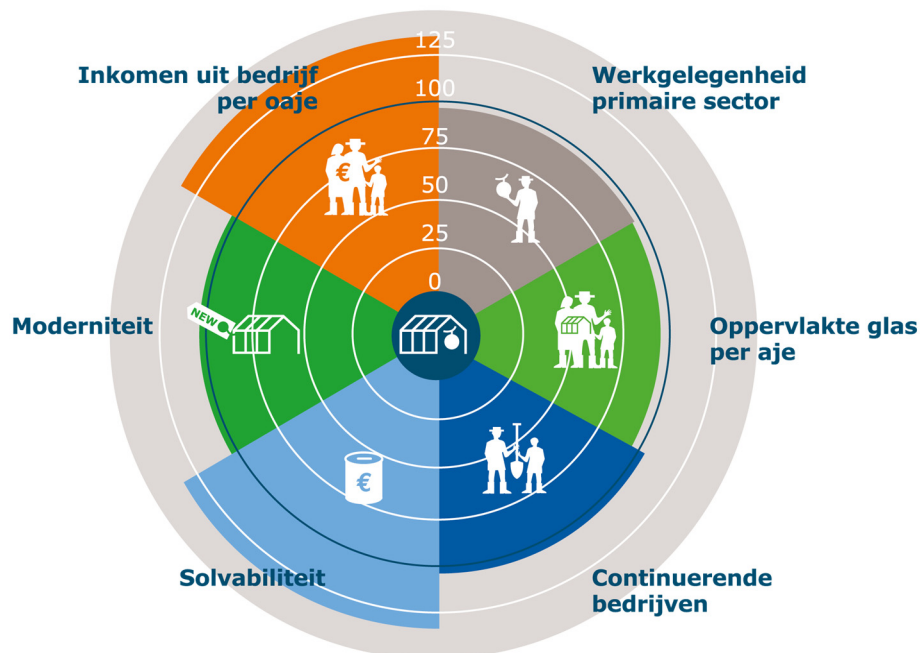 125
Inkomen uit bedrijf
per oaje
Werkgelegenheid
primaire sector
100
75
€
50
25
0
NEW
Moderniteit
Oppervlakte glas
per aje
€
Solvabiliteit
Continuerende
bedrijven